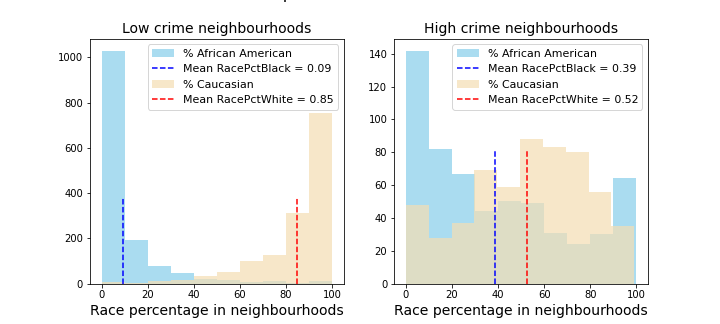 Low crime neighbourhoods
% African American
Mean RacePctBlack = 0.09
% Caucasian
Mean RacePctWhite = 0.85
1000
800
600
400
200
0
0 20 40 60 80 100
Race percentage in neighbourhoods
High crime neighbourhoods
% African American
Mean RacePctBlack = 0.39
% Caucasian
Mean RacePctWhite = 0.52
140
120
100
80
60
40
20
0
0 20 40 60 80 100
Race percentage in neighbourhoods